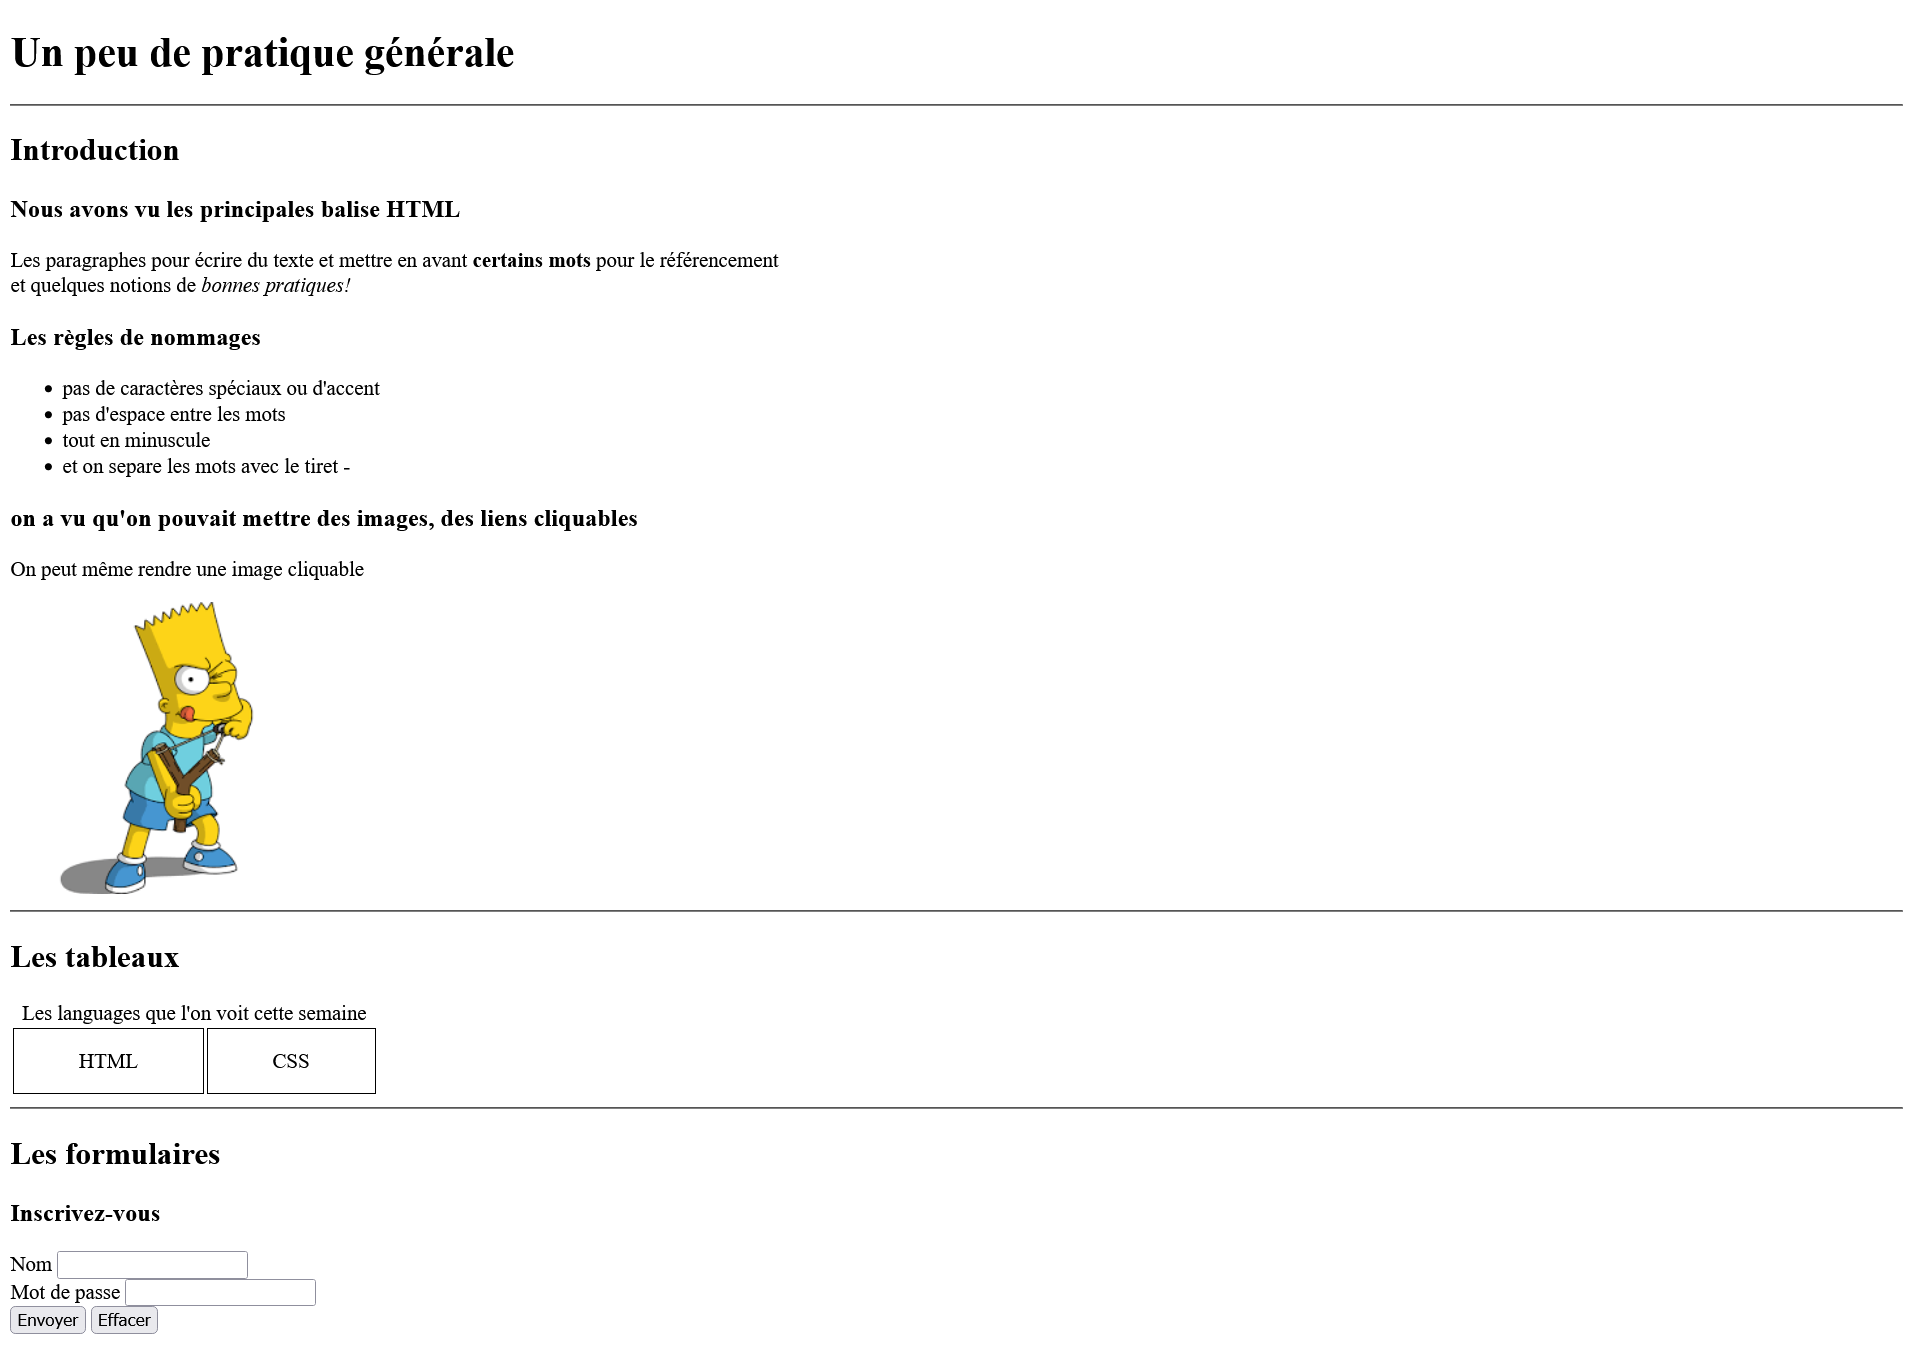 Un peu de pratique générale
Introduction
Nous avons vu les principales balise HTML
Les paragraphes pour écrire du texte et mettre en avant certains mots pour le référencement
et quelques notions de bonnes pratiques!
Les règles de nommages
• pas de caractères spéciaux ou d'accent
• pas d'espace entre les mots
• tout en minuscule
• et on separe les mots avec le tiret -
on a vu qu'on pouvait mettre des images, des liens cliquables
On peut même rendre une image cliquable
Les tableaux
Les languages que l'on voit cette semaine
HTML CSS
Les formulaires
Inscrivez-vous
Nom
Mot de passe
Envoyer Effacer